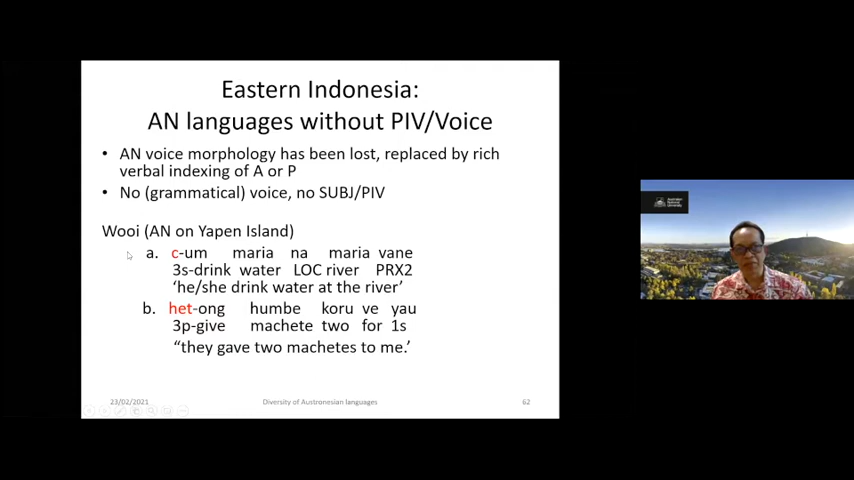 Eastern Indonesia:
AN languages without PIV/Voice
• AN voice morphology has been lost, replaced by rich
verbal indexing of A or P
• No (grammatical) voice, no SUBJ/PIV
Wooi (AN on Yapen Island)
a. c-um maria na maria vane
3s-drink water LOC river PRX2
‘he/she drink water at the river’
b. het-ong humbe koru ve yau
3p-give machete two for 1s
“they gave two machetes to me.’
23/02/2021 Diversity of Austronesian languages 62
Australian
National
University